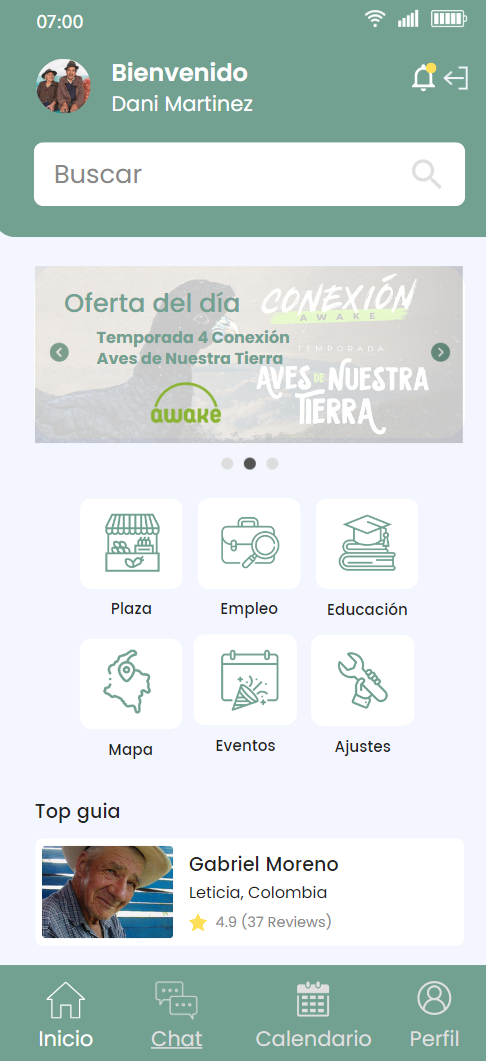 07:00
Bienvenido
Dani Martinez
Buscar
Oferta del día
Temporada 4 Conexión
Aves de Nuestra Tierra
awake
CONEXIÓN
AWAKE
TEMPORADA
AVES DE NUESTRA
TIERRA
Plaza
Empleo
Educación
Mapa
Eventos
Ajustes
Top guia
Gabriel Moreno
Leticia, Colombia
4.9 (37 Reviews)
Inicio
Chat
Calendario
Perfil